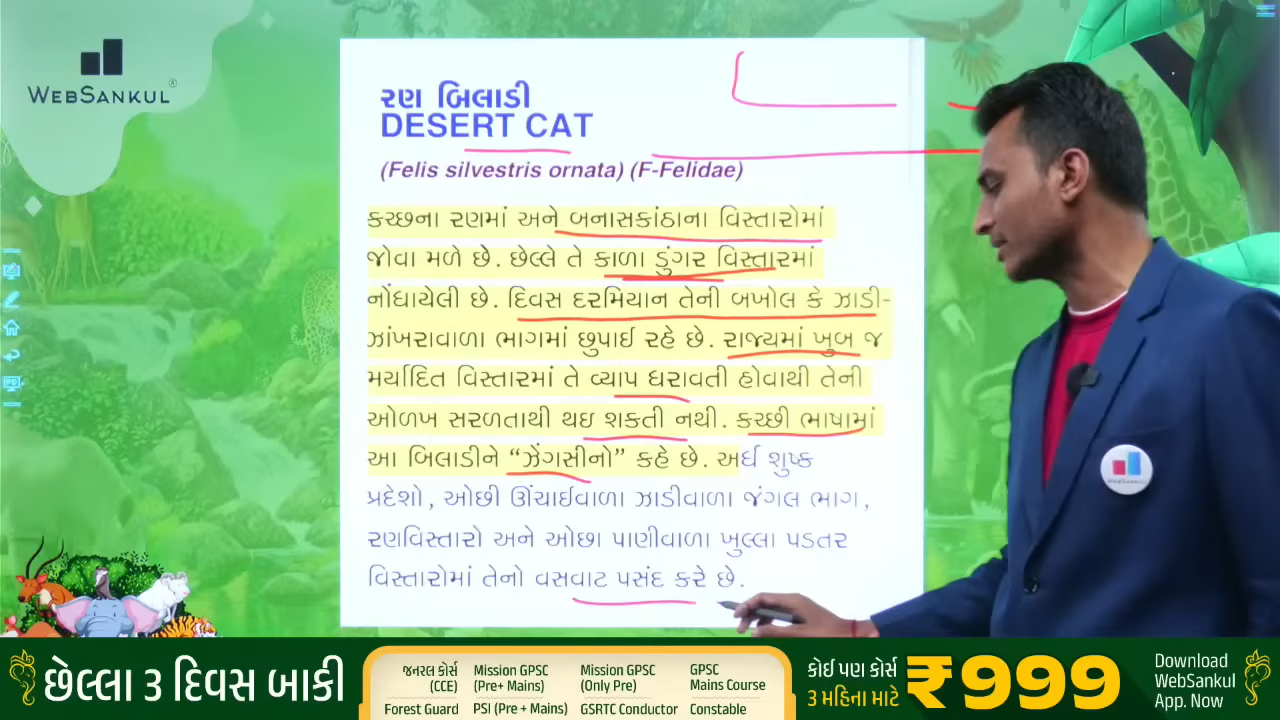 WEBSANKUL®
રણ બિલાડી
DESERT CAT
(Felis silvestris ornata) (F-Felidae)
કચ્છના રણમાં અને બનાસકાંઠાના વિસ્તારોમાં
જોવા મળે છે. છેલ્લે તે કાળા ડુંગર વિસ્તારમાં
નોંધાયેલી છે. દિવસ દરમિયાન તેની બખોલ કે ઝાડી-
ઝાંખરાવાળા ભાગમાં છુપાઈ રહે છે. રાજ્યમાં ખુબ જ
મર્યાદિત વિસ્તારમાં તે વ્યાપ ધરાવતી હોવાથી તેની
ઓળખ સરળતાથી થઇ શકતી નથી. કચ્છી ભાષામાં
આ બિલાડીને “ઝેંગસીનો” કહે છે. અર્ધ શુષ્ક
પ્રદેશો, ઓછી ઊંચાઈવાળા ઝાડીવાળા જંગલ ભાગ,
રણવિસ્તારો અને ઓછા પાણીવાળા ખુલ્લા પડતર
વિસ્તારોમાં તેનો વસવાટ પસંદ કરે છે.
છેલ્લા ૩ દિવસ બાકી
જનરલ કોર્સ (CCE)
Forest Guard
Mission GPSC (Pre+ Mains)
PSI (Pre + Mains)
Mission GPSC (Only Pre)
GSRTC Conductor
GPSC Mains Course
Constable
કોઈ પણ કોર્સ
૩ મહિના માટે
₹999
Download
WebSankul
App. Now